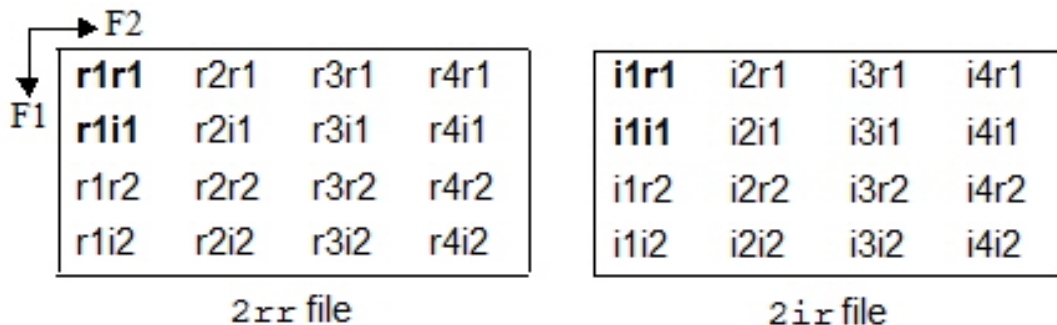 F2
F1
r1r1 r2r1 r3r1 r4r1
r1i1 r2i1 r3i1 r4i1
r1r2 r2r2 r3r2 r4r2
r1i2 r2i2 r3i2 r4i2
2rr file
i1r1 i2r1 i3r1 i4r1
i1i1 i2i1 i3i1 i4i1
i1r2 i2r2 i3r2 i4r2
i1i2 i2i2 i3i2 i4i2
2ir file